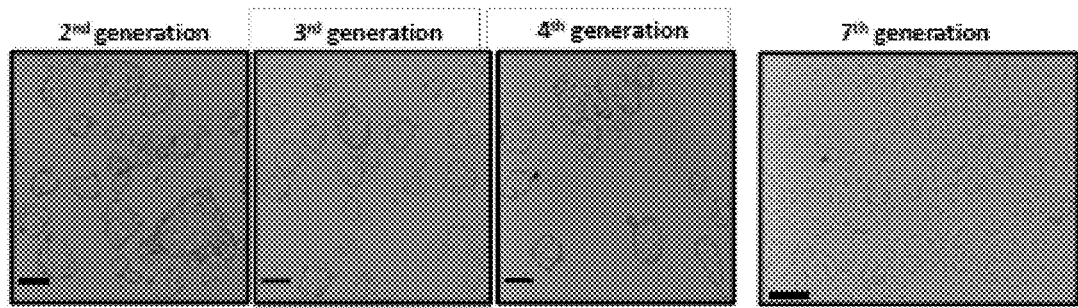 2nd generation
3rd generation
4th generation
7th generation